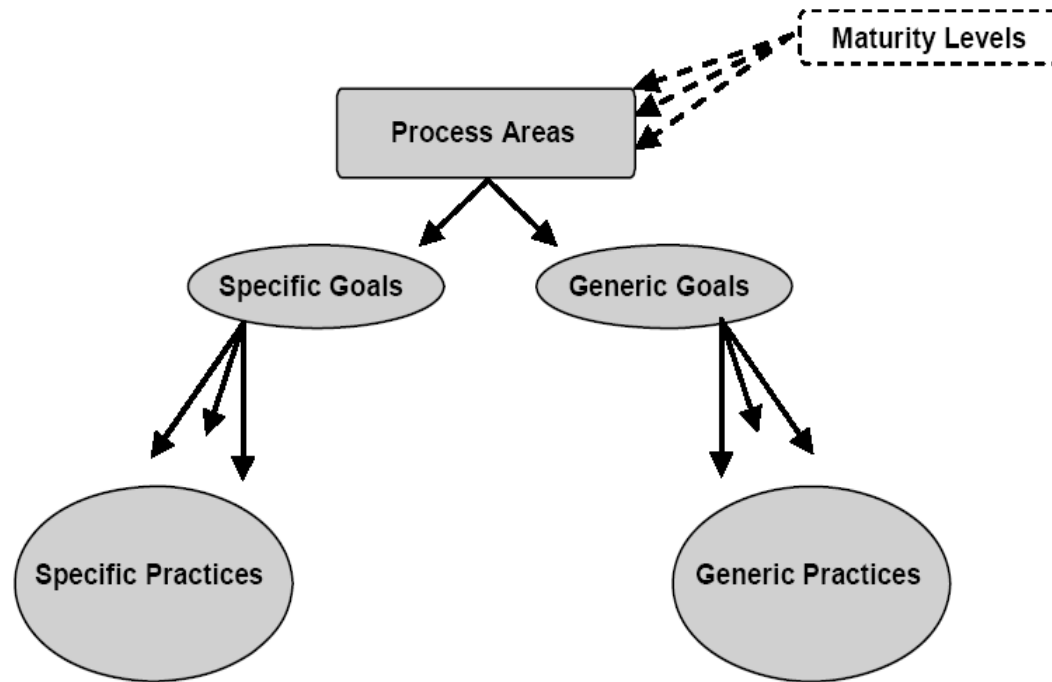 Maturity Levels
Process Areas
Specific Goals
Generic Goals
Specific Practices
Generic Practices